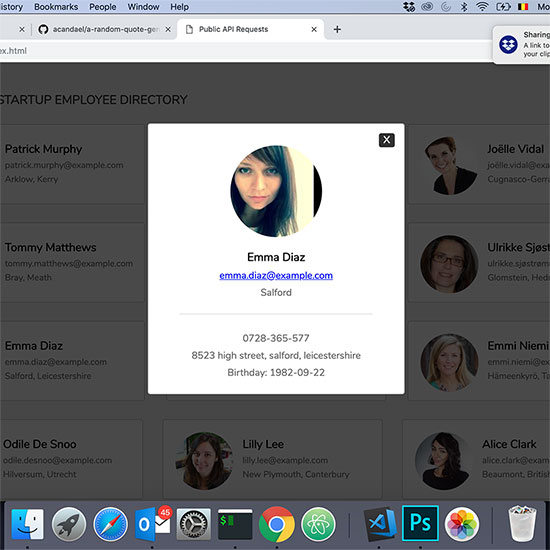 History Bookmarks People Window Help Mo
acandael/a-random-quote-gen
Public API Requests
ex.html
Sharing
A link to
your clip
STARTUP EMPLOYEE DIRECTORY
X
Patrick Murphy
patrick.murphy@example.com
Arklow, Kerry
Joëlle Vidal
joëlle.vidal@exa
Cugnasco-Gerra
Tommy Matthews
tommy.matthews@example.com
Bray, Meath
Ulrikke Sjøst
ulrikke.sjøstrøm
Glomstein, Hed
Emma Diaz
emma.diaz@example.com
Salford
0728-365-577
8523 high street, salford, leicestershire
Birthday: 1982-09-22
Emma Diaz
emma.diaz@example.com
Salford, Leicestershire
Emmi Niemi
emmi.niemi@ex
Hämeenkyrö, Ta
Odile De Snoo
odile.desnoo@example.com
Hilversum, Utrecht
Lilly Lee
lilly.lee@example.com
New Plymouth, Canterbury
Alice Clark
alice.clark@exam
Beaumont, British
45
$
Ps